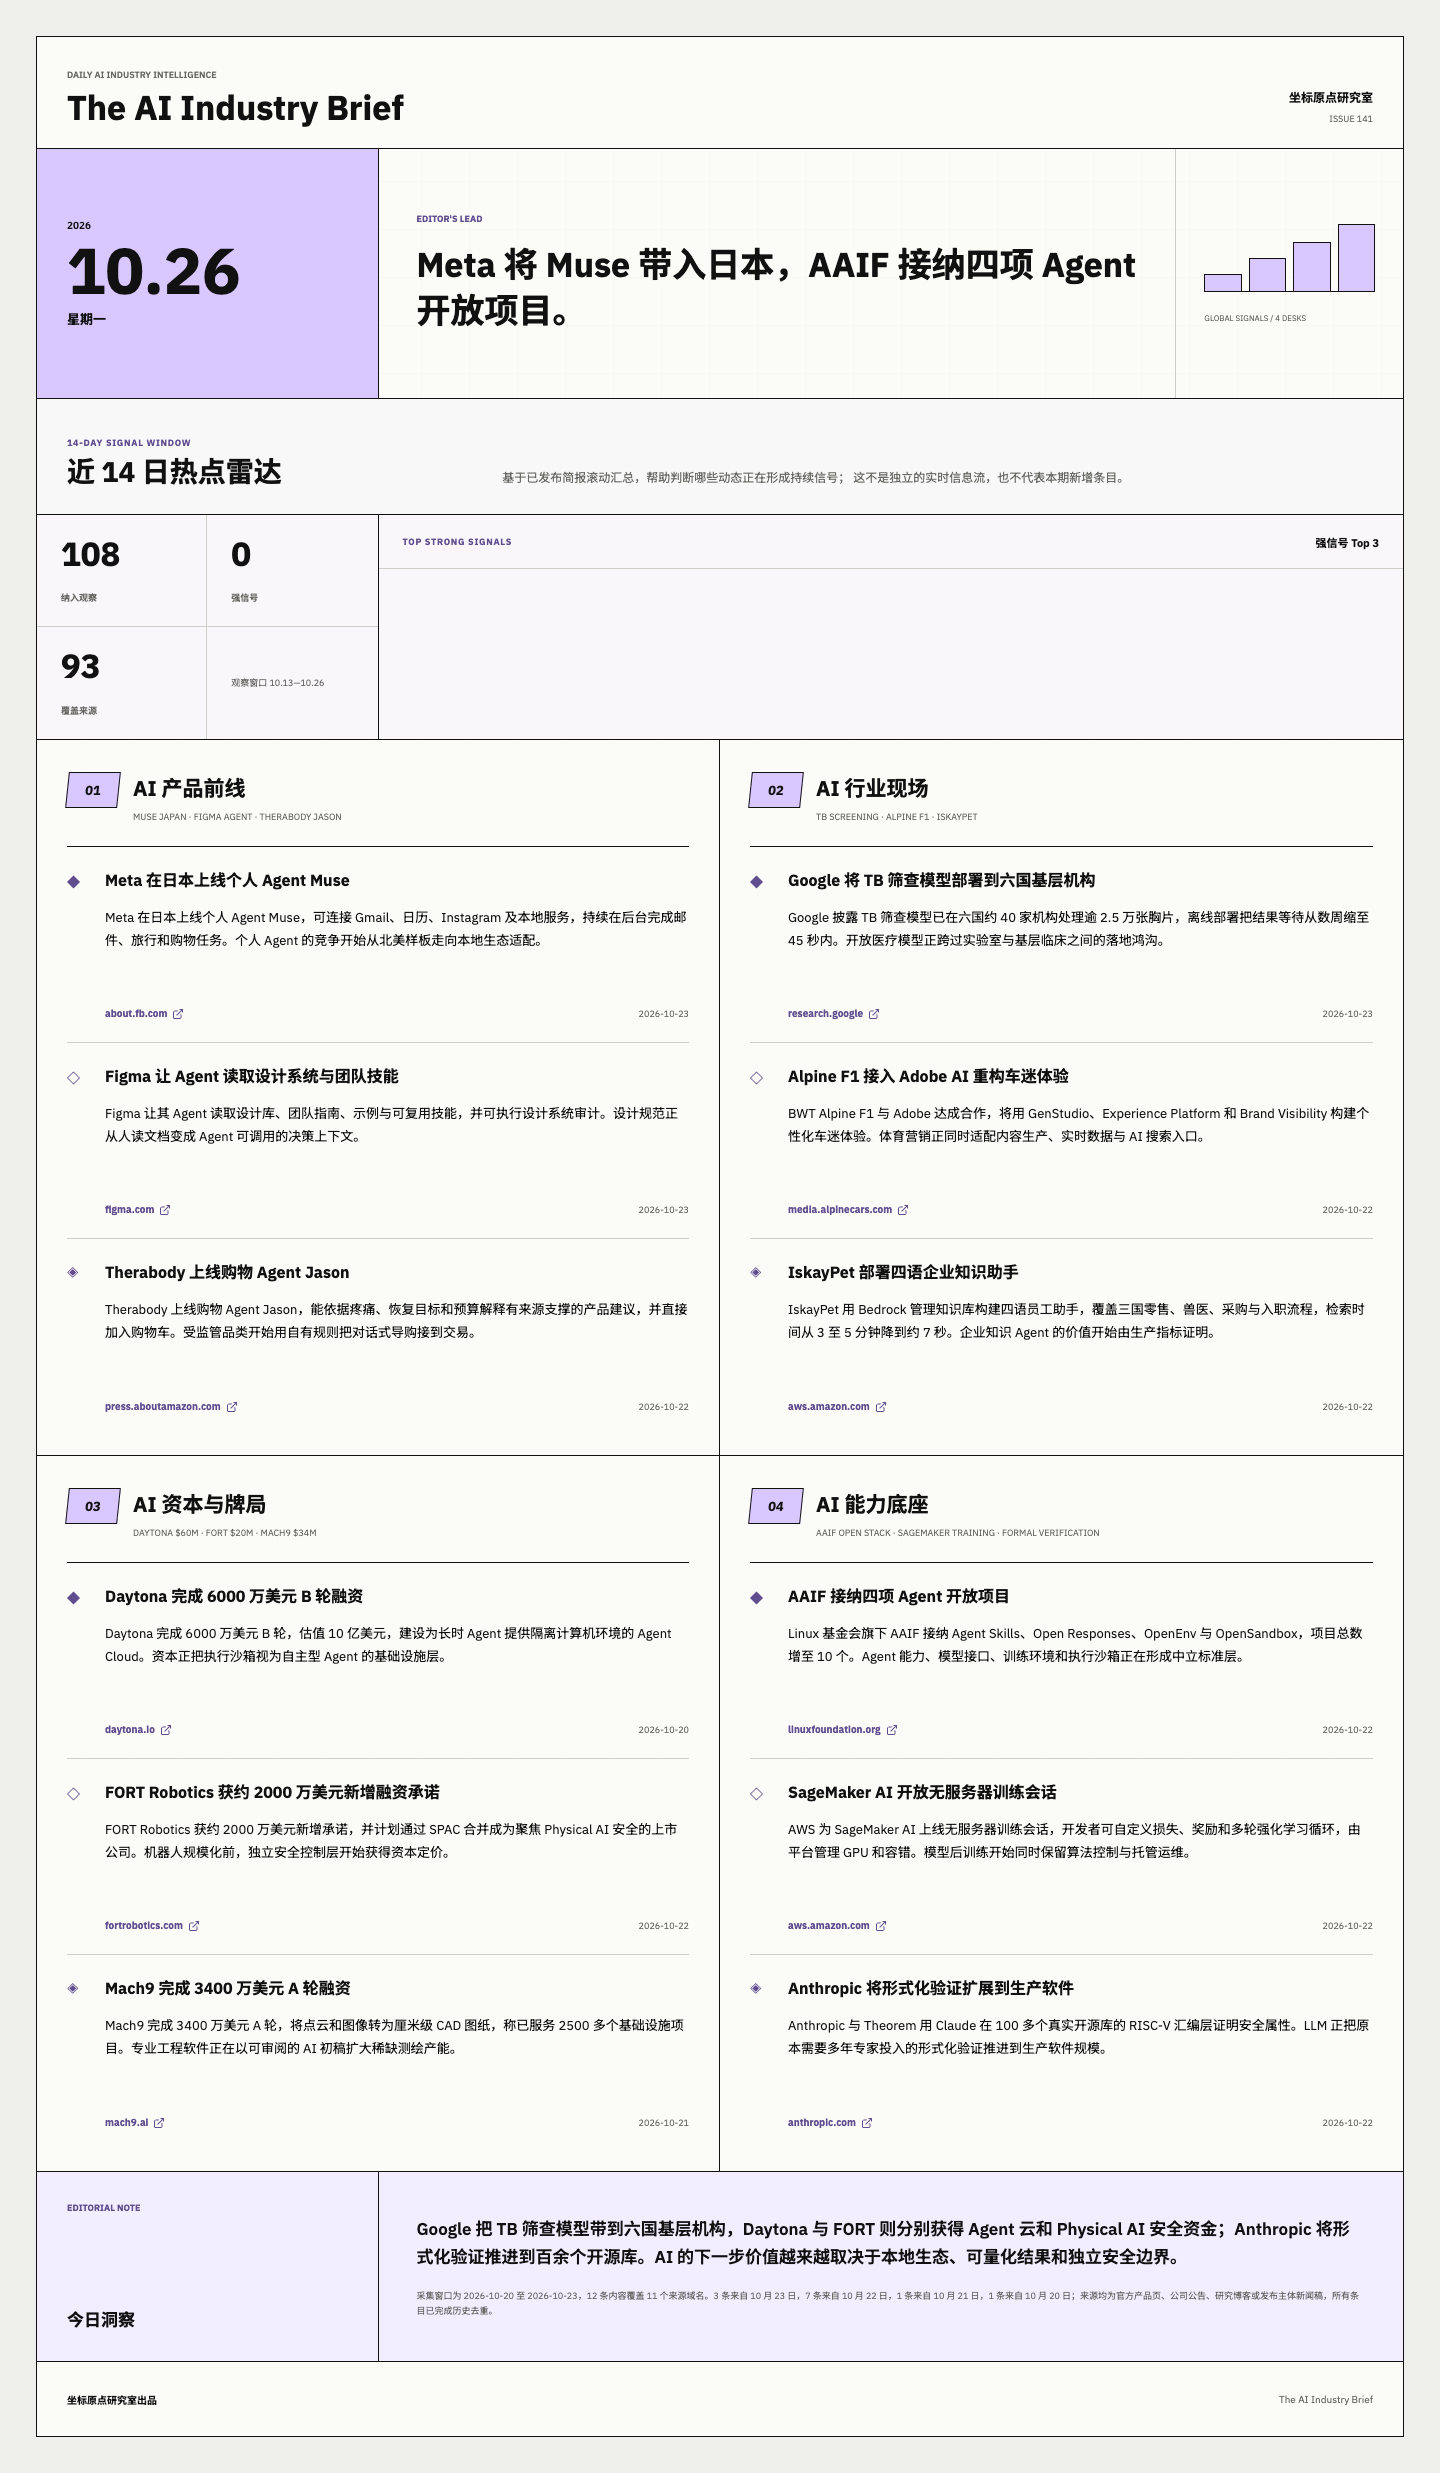 DAILY AI INDUSTRY INTELLIGENCE
The AI Industry Brief
坐标原点研究室
ISSUE 141
2026
10.26
星期一
EDITOR'S LEAD
Meta 将 Muse 带入日本，AAIF 接纳四项 Agent
开放项目。
GLOBAL SIGNALS / 4 DESKS
14-DAY SIGNAL WINDOW
近 14 日热点雷达
基于已发布简报滚动汇总，帮助判断哪些动态正在形成持续信号； 这不是独立的实时信息流，也不代表本期新增条目。
108
纳入观察
0
强信号
93
覆盖来源
观察窗口 10.13—10.26
TOP STRONG SIGNALS
强信号 Top 3
01
AI 产品前线
MUSE JAPAN · FIGMA AGENT · THERABODY JASON
Meta 在日本上线个人 Agent Muse
Meta 在日本上线个人 Agent Muse，可连接 Gmail、日历、Instagram 及本地服务，持续在后台完成邮
件、旅行和购物任务。个人 Agent 的竞争开始从北美样板走向本地生态适配。
about.fb.com
2026-10-23
Figma 让 Agent 读取设计系统与团队技能
Figma 让其 Agent 读取设计库、团队指南、示例与可复用技能，并可执行设计系统审计。设计规范正
从人读文档变成 Agent 可调用的决策上下文。
figma.com
2026-10-23
Therabody 上线购物 Agent Jason
Therabody 上线购物 Agent Jason，能依据疼痛、恢复目标和预算解释有来源支撑的产品建议，并直接
加入购物车。受监管品类开始用自有规则把对话式导购接到交易。
press.aboutamazon.com
2026-10-22
02
AI 行业现场
TB SCREENING · ALPINE F1 · ISKAYPET
Google 将 TB 筛查模型部署到六国基层机构
Google 披露 TB 筛查模型已在六国约 40 家机构处理逾 2.5 万张胸片，离线部署把结果等待从数周缩至
45 秒内。开放医疗模型正跨过实验室与基层临床之间的落地鸿沟。
research.google
2026-10-23
Alpine F1 接入 Adobe AI 重构车迷体验
BWT Alpine F1 与 Adobe 达成合作，将用 GenStudio、Experience Platform 和 Brand Visibility 构建个
性化车迷体验。体育营销正同时适配内容生产、实时数据与 AI 搜索入口。
media.alpinecars.com
2026-10-22
IskayPet 部署四语企业知识助手
IskayPet 用 Bedrock 管理知识库构建四语员工助手，覆盖三国零售、兽医、采购与入职流程，检索时
间从 3 至 5 分钟降到约 7 秒。企业知识 Agent 的价值开始由生产指标证明。
aws.amazon.com
2026-10-22
03
AI 资本与牌局
DAYTONA $60M · FORT $20M · MACH9 $34M
Daytona 完成 6000 万美元 B 轮融资
Daytona 完成 6000 万美元 B 轮，估值 10 亿美元，建设为长时 Agent 提供隔离计算机环境的 Agent
Cloud。资本正把执行沙箱视为自主型 Agent 的基础设施层。
daytona.io
2026-10-20
FORT Robotics 获约 2000 万美元新增融资承诺
FORT Robotics 获约 2000 万美元新增承诺，并计划通过 SPAC 合并成为聚焦 Physical AI 安全的上市
公司。机器人规模化前，独立安全控制层开始获得资本定价。
fortrobotics.com
2026-10-22
Mach9 完成 3400 万美元 A 轮融资
Mach9 完成 3400 万美元 A 轮，将点云和图像转为厘米级 CAD 图纸，称已服务 2500 多个基础设施项
目。专业工程软件正在以可审阅的 AI 初稿扩大稀缺测绘产能。
mach9.ai
2026-10-21
04
AI 能力底座
AAIF OPEN STACK · SAGEMAKER TRAINING · FORMAL VERIFICATION
AAIF 接纳四项 Agent 开放项目
Linux 基金会旗下 AAIF 接纳 Agent Skills、Open Responses、OpenEnv 与 OpenSandbox，项目总数
增至 10 个。Agent 能力、模型接口、训练环境和执行沙箱正在形成中立标准层。
linuxfoundation.org
2026-10-22
SageMaker AI 开放无服务器训练会话
AWS 为 SageMaker AI 上线无服务器训练会话，开发者可自定义损失、奖励和多轮强化学习循环，由
平台管理 GPU 和容错。模型后训练开始同时保留算法控制与托管运维。
aws.amazon.com
2026-10-22
Anthropic 将形式化验证扩展到生产软件
Anthropic 与 Theorem 用 Claude 在 100 多个真实开源库的 RISC-V 汇编层证明安全属性。LLM 正把原
本需要多年专家投入的形式化验证推进到生产软件规模。
anthropic.com
2026-10-22
EDITORIAL NOTE
今日洞察
Google 把 TB 筛查模型带到六国基层机构，Daytona 与 FORT 则分别获得 Agent 云和 Physical AI 安全资金；Anthropic 将形
式化验证推进到百余个开源库。AI 的下一步价值越来越取决于本地生态、可量化结果和独立安全边界。
采集窗口为 2026-10-20 至 2026-10-23，12 条内容覆盖 11 个来源域名。3 条来自 10 月 23 日，7 条来自 10 月 22 日，1 条来自 10 月 21 日，1 条来自 10 月 20 日；来源均为官方产品页、公司公告、研究博客或发布主体新闻稿，所有条
目已完成历史去重。
坐标原点研究室出品
The AI Industry Brief